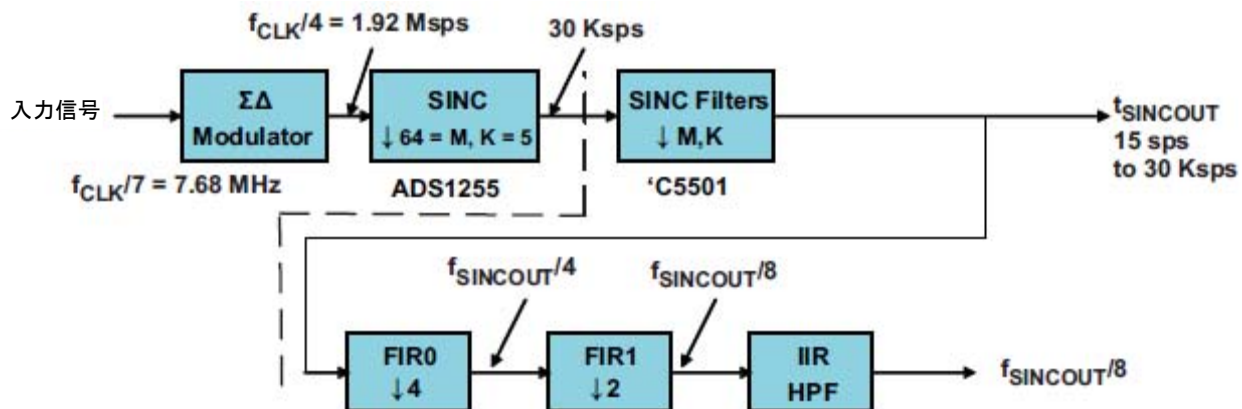 f_CLK/4 = 1.92 Msps
30 Ksps
入力信号
ΣΔ
Modulator
SINC
↓ 64 = M, K = 5
SINC Filters
↓ M,K
t_SINCOUT
15 sps
to 30 Ksps
f_CLK/7 = 7.68 MHz
ADS1255
‘C5501
f_SINCOUT/4
f_SINCOUT/8
FIR0
↓4
FIR1
↓2
IIR
HPF
f_SINCOUT/8